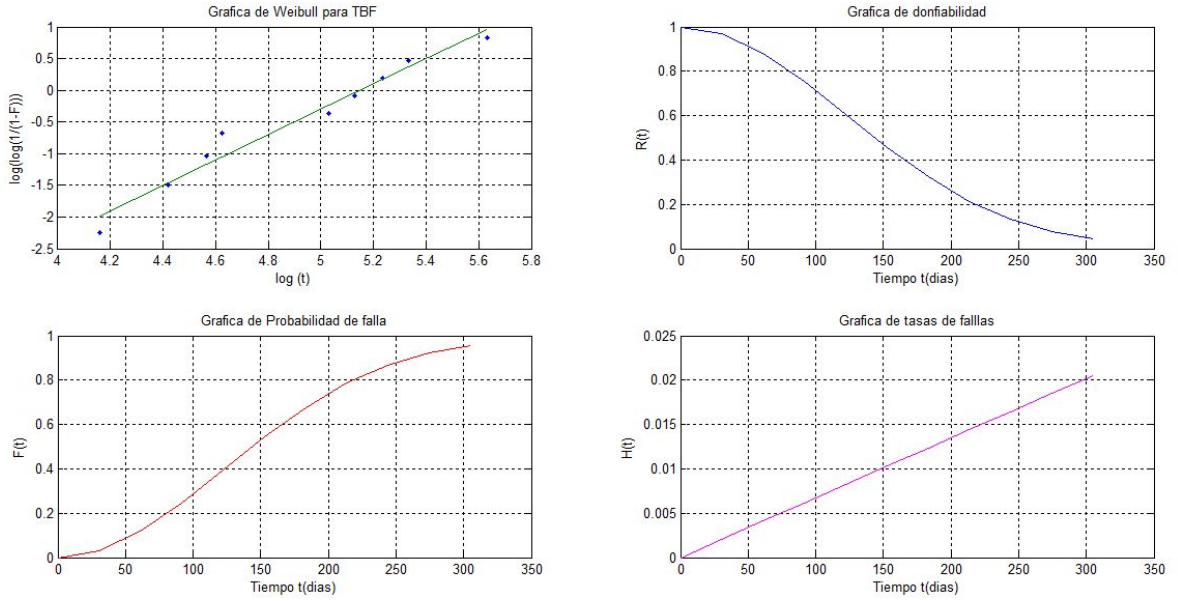 Grafica de Weibull para TBF
1
0.5
0
-0.5
-1
-1.5
-2
-2.5
log(log(1/(1-F)))
4 4.2 4.4 4.6 4.8 5 5.2 5.4 5.6 5.8
log (t)
Grafica de donfiabilidad
1
0.8
0.6
0.4
0.2
0
R(t)
0 50 100 150 200 250 300 350
Tiempo t(dias)
Grafica de Probabilidad de falla
1
0.8
0.6
0.4
0.2
0
F(t)
0 50 100 150 200 250 300 350
Tiempo t(dias)
Grafica de tasas de falllas
0.025
0.02
0.015
0.01
0.005
0
H(t)
0 50 100 150 200 250 300 350
Tiempo t(dias)